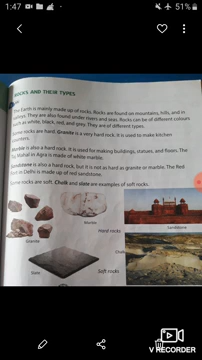 1:47
51%
ROCKS AND THEIR TYPES
The Earth is mainly made up of rocks. Rocks are found on mountains, hills, and in
valleys. They are also found under rivers and seas. Rocks can be of different colours
such as white, black, red, and grey. They are of different types.
Some rocks are hard. Granite is a very hard rock. It is used to make kitchen
Marble is also a hard rock. It is used for making buildings, statues, and floors. The
Taj Mahal in Agra is made of white marble.
Sandstone is also a hard rock, but it is not as hard as granite or marble. The Red
Fort in Delhi is made up of red sandstone.
Some rocks are soft. Chalk and slate are examples of soft rocks.
Marble
Sandstone
Hard rocks
Granite
Chalk
Slate
Soft rocks
V RECORDER